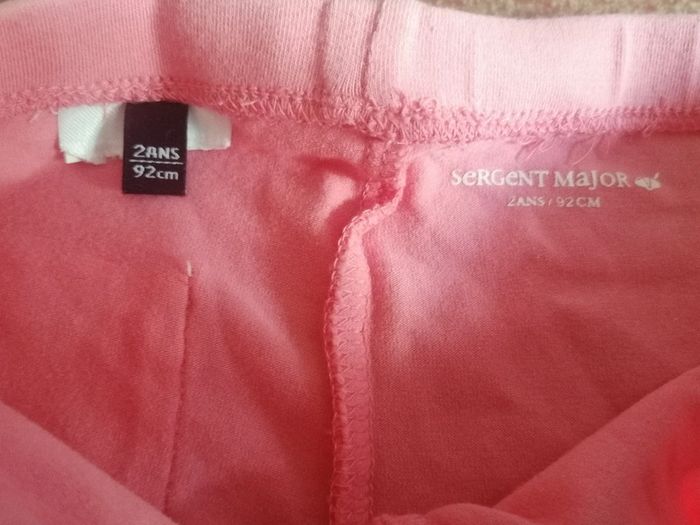 2ANS
92cm
SeRGeNT MaJOR
2ANS / 92CM